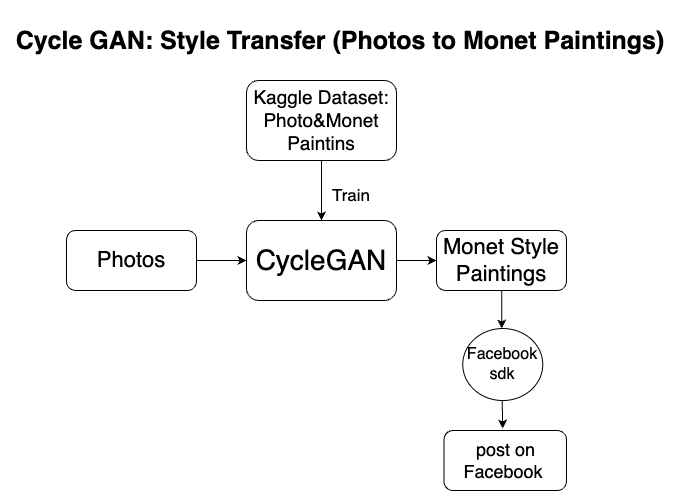 Cycle GAN: Style Transfer (Photos to Monet Paintings)
Kaggle Dataset:
Photo&Monet
Paintins
Train
Photos
CycleGAN
Monet Style
Paintings
Facebook
sdk
post on
Facebook